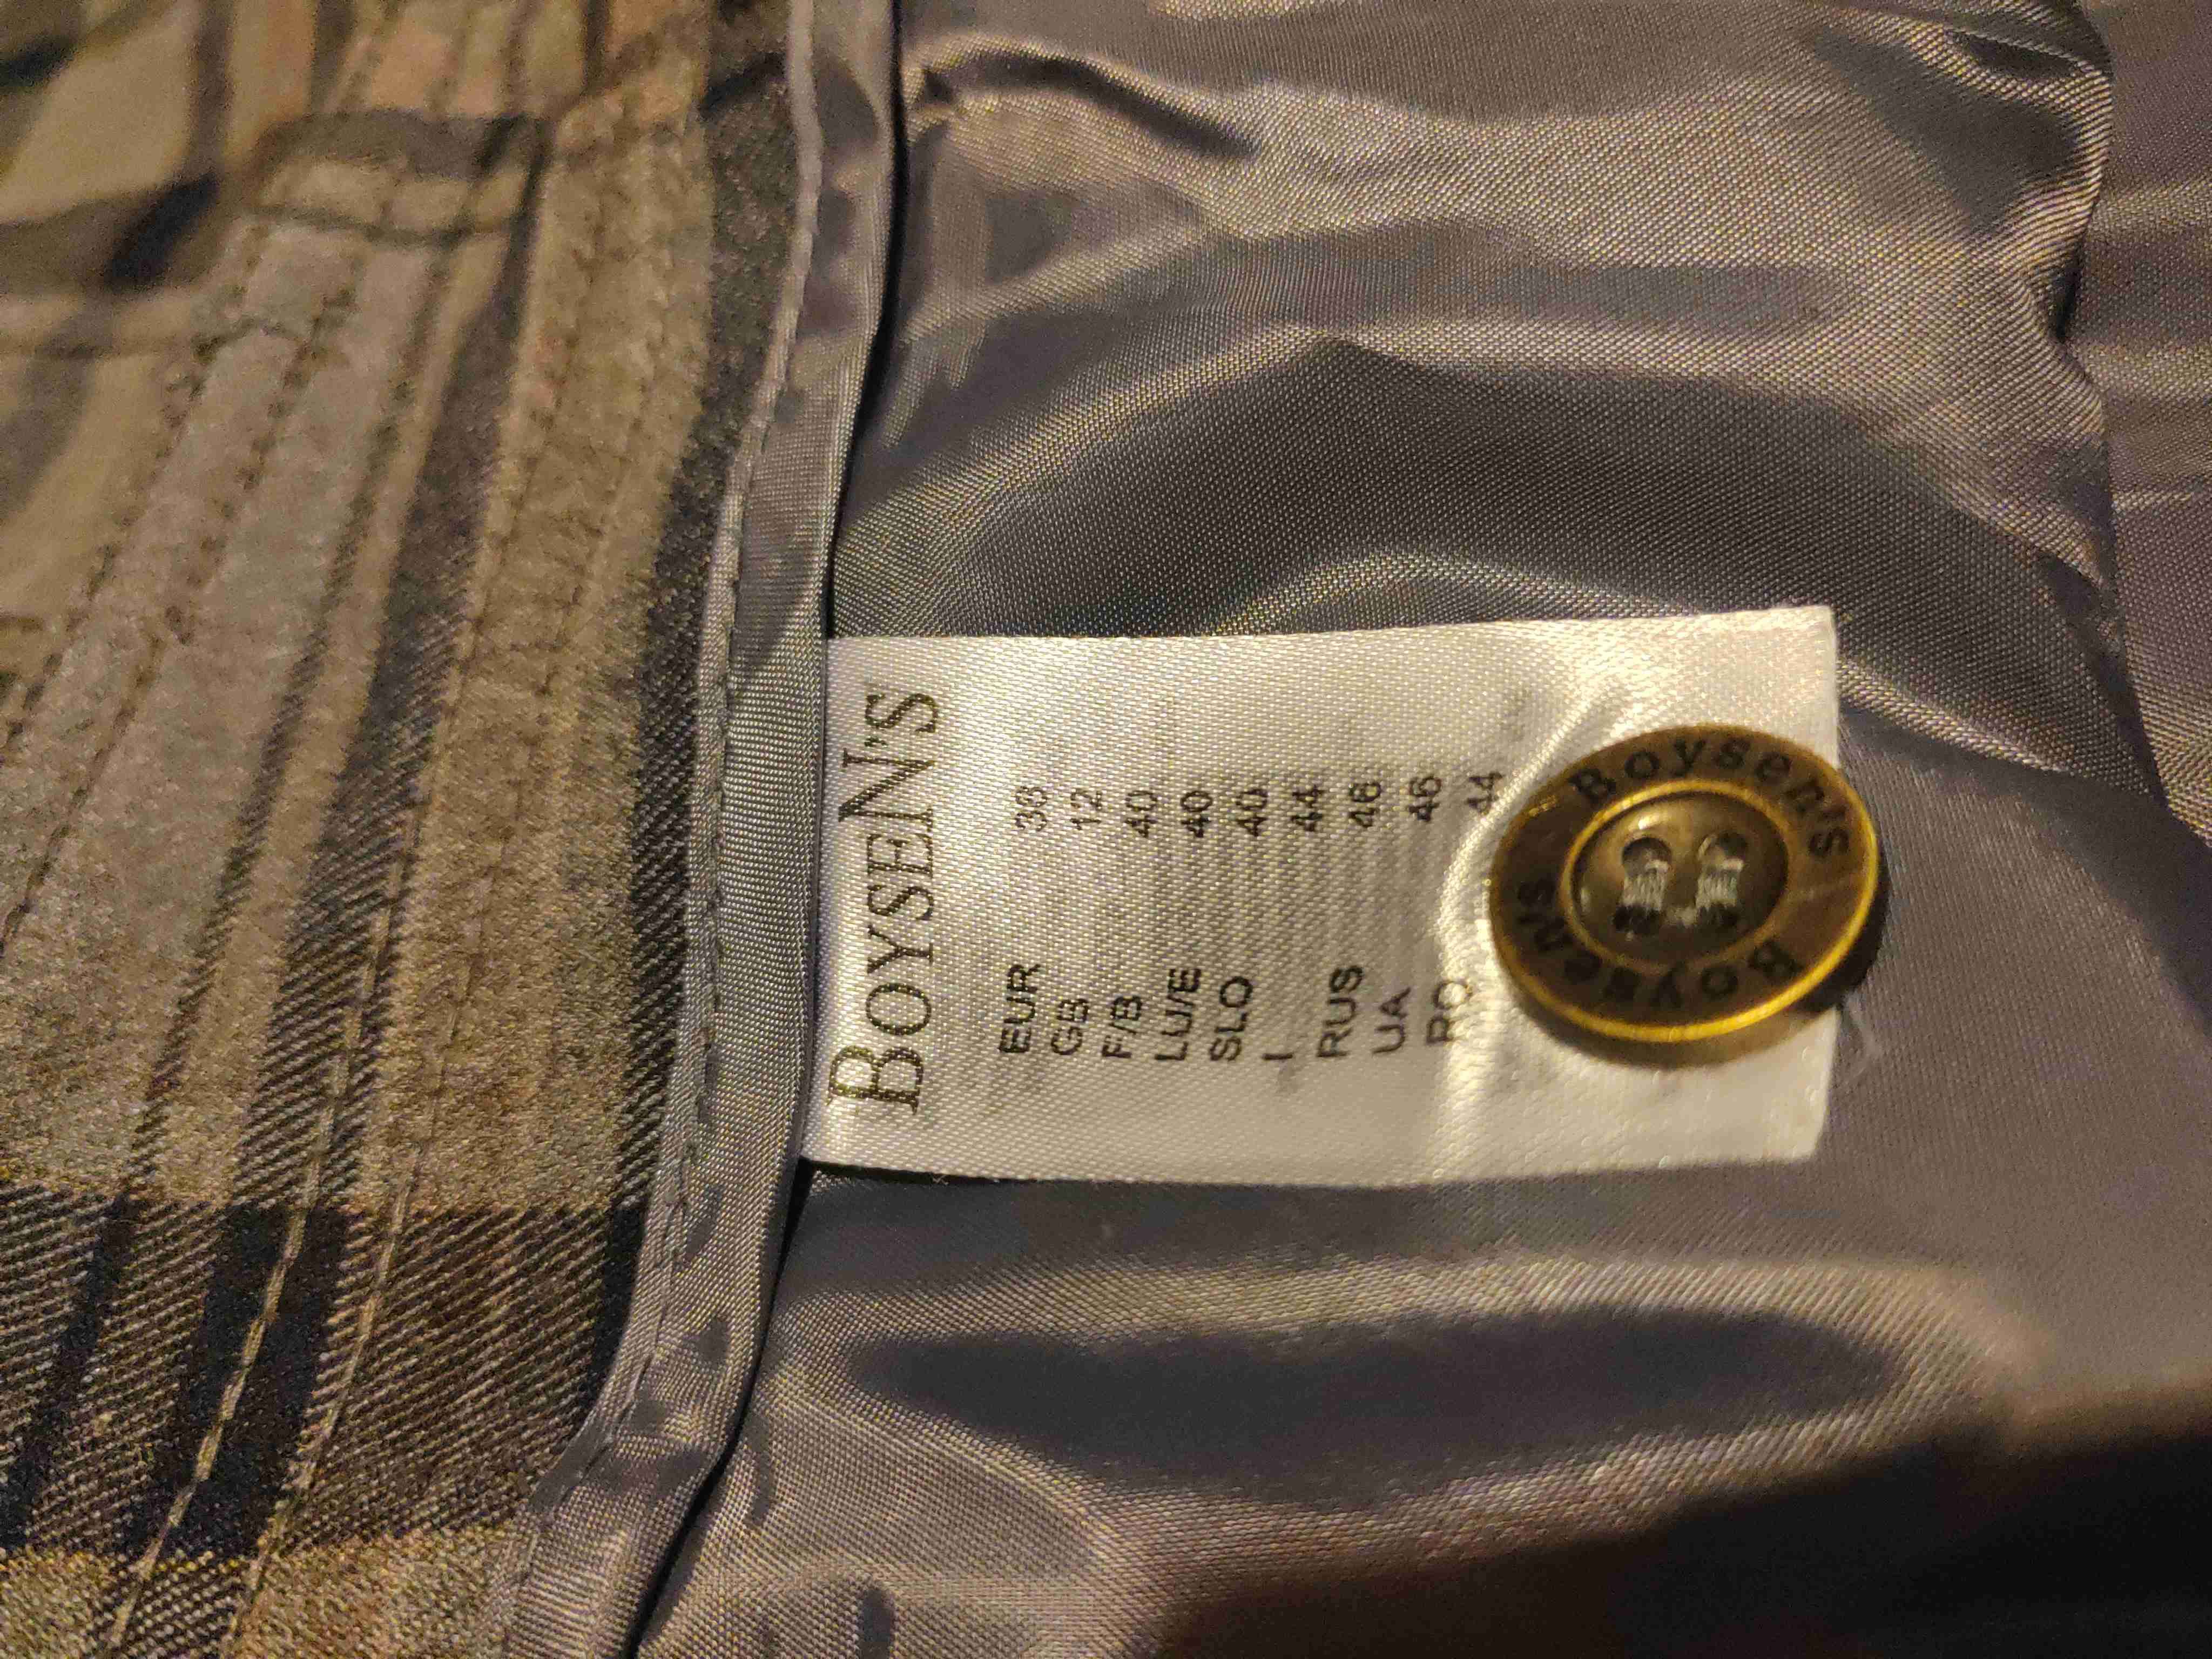 BOYSEN'S
EUR 38
GB 12
F/B 40
LU/E 40
SLO 40
I 44
RUS 46
UA 46
RO 44
Boysen's
Boysen's